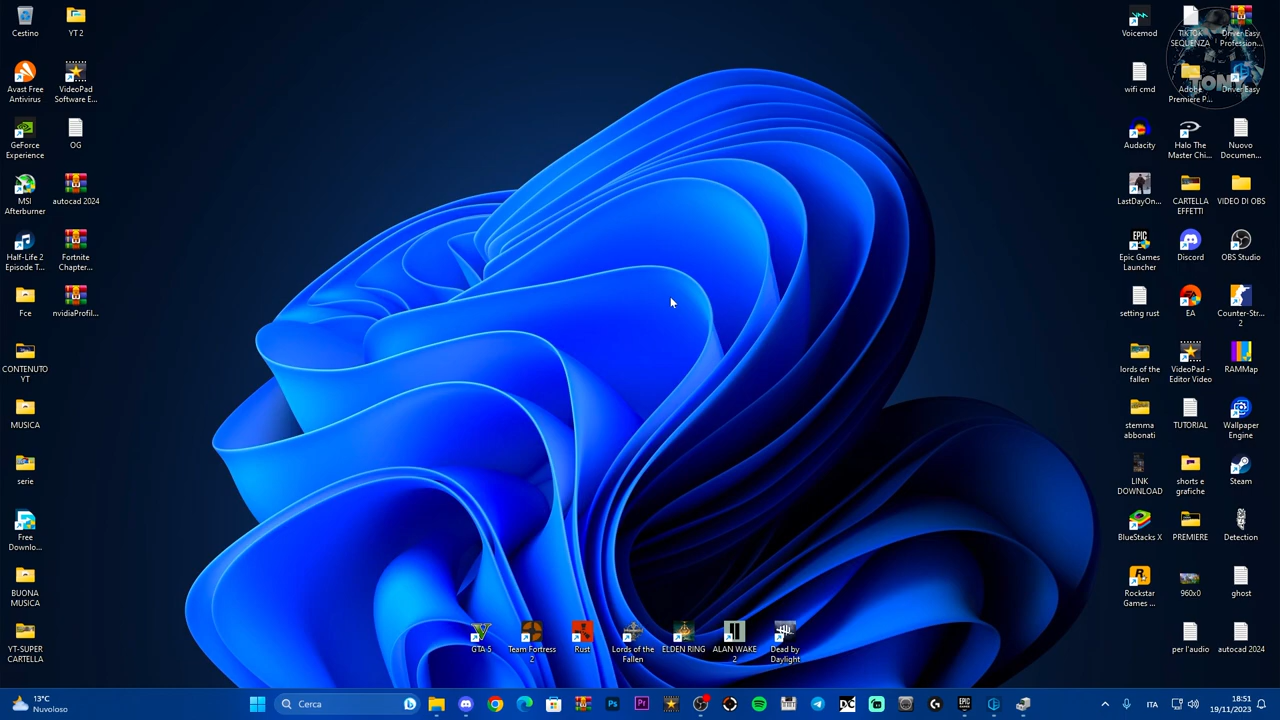 Cestino
YT 2
Avast Free
Antivirus
VideoPad
Software E...
GeForce
Experience
OG
MSI
Afterburner
autocad 2024
Half-Life 2
Episode T...
Fortnite
Chapter...
Fce
nvidiaProfil...
CONTENUTO
YT
MUSICA
serie
Free
Downlo...
BUONA
MUSICA
YT-SUPER
CARTELLA
Voicemod
TIKTOK
SEQUENZA
Driver Easy
Profession...
wifi cmd
Adobe
Premiere P...
Driver Easy
TONY
Audacity
Halo The
Master Chi...
Nuovo
Documen...
LastDayOn...
CARTELLA
EFFETTI
VIDEO DI OBS
EPIC
GAMES
Epic Games
Launcher
Discord
OBS Studio
setting rust
EA
Counter-Str...
2
lords of the
fallen
VideoPad -
Editor Video
RAMMap
stemma
abbonati
TUTORIAL
Wallpaper
Engine
LINK
DOWNLOAD
shorts e
grafiche
Steam
BlueStacks X
PREMIERE
Detection
Rockstar
Games ...
960x0
ghost
per l'audio
autocad 2024
GTA 5
Team Fortress
2
Rust
Lords of the
Fallen
ELDEN RING
ALAN WAKE
2
Dead by
Daylight
13°C
Nuvoloso
Cerca
Ps
Pr
ITA
18:51
19/11/2023